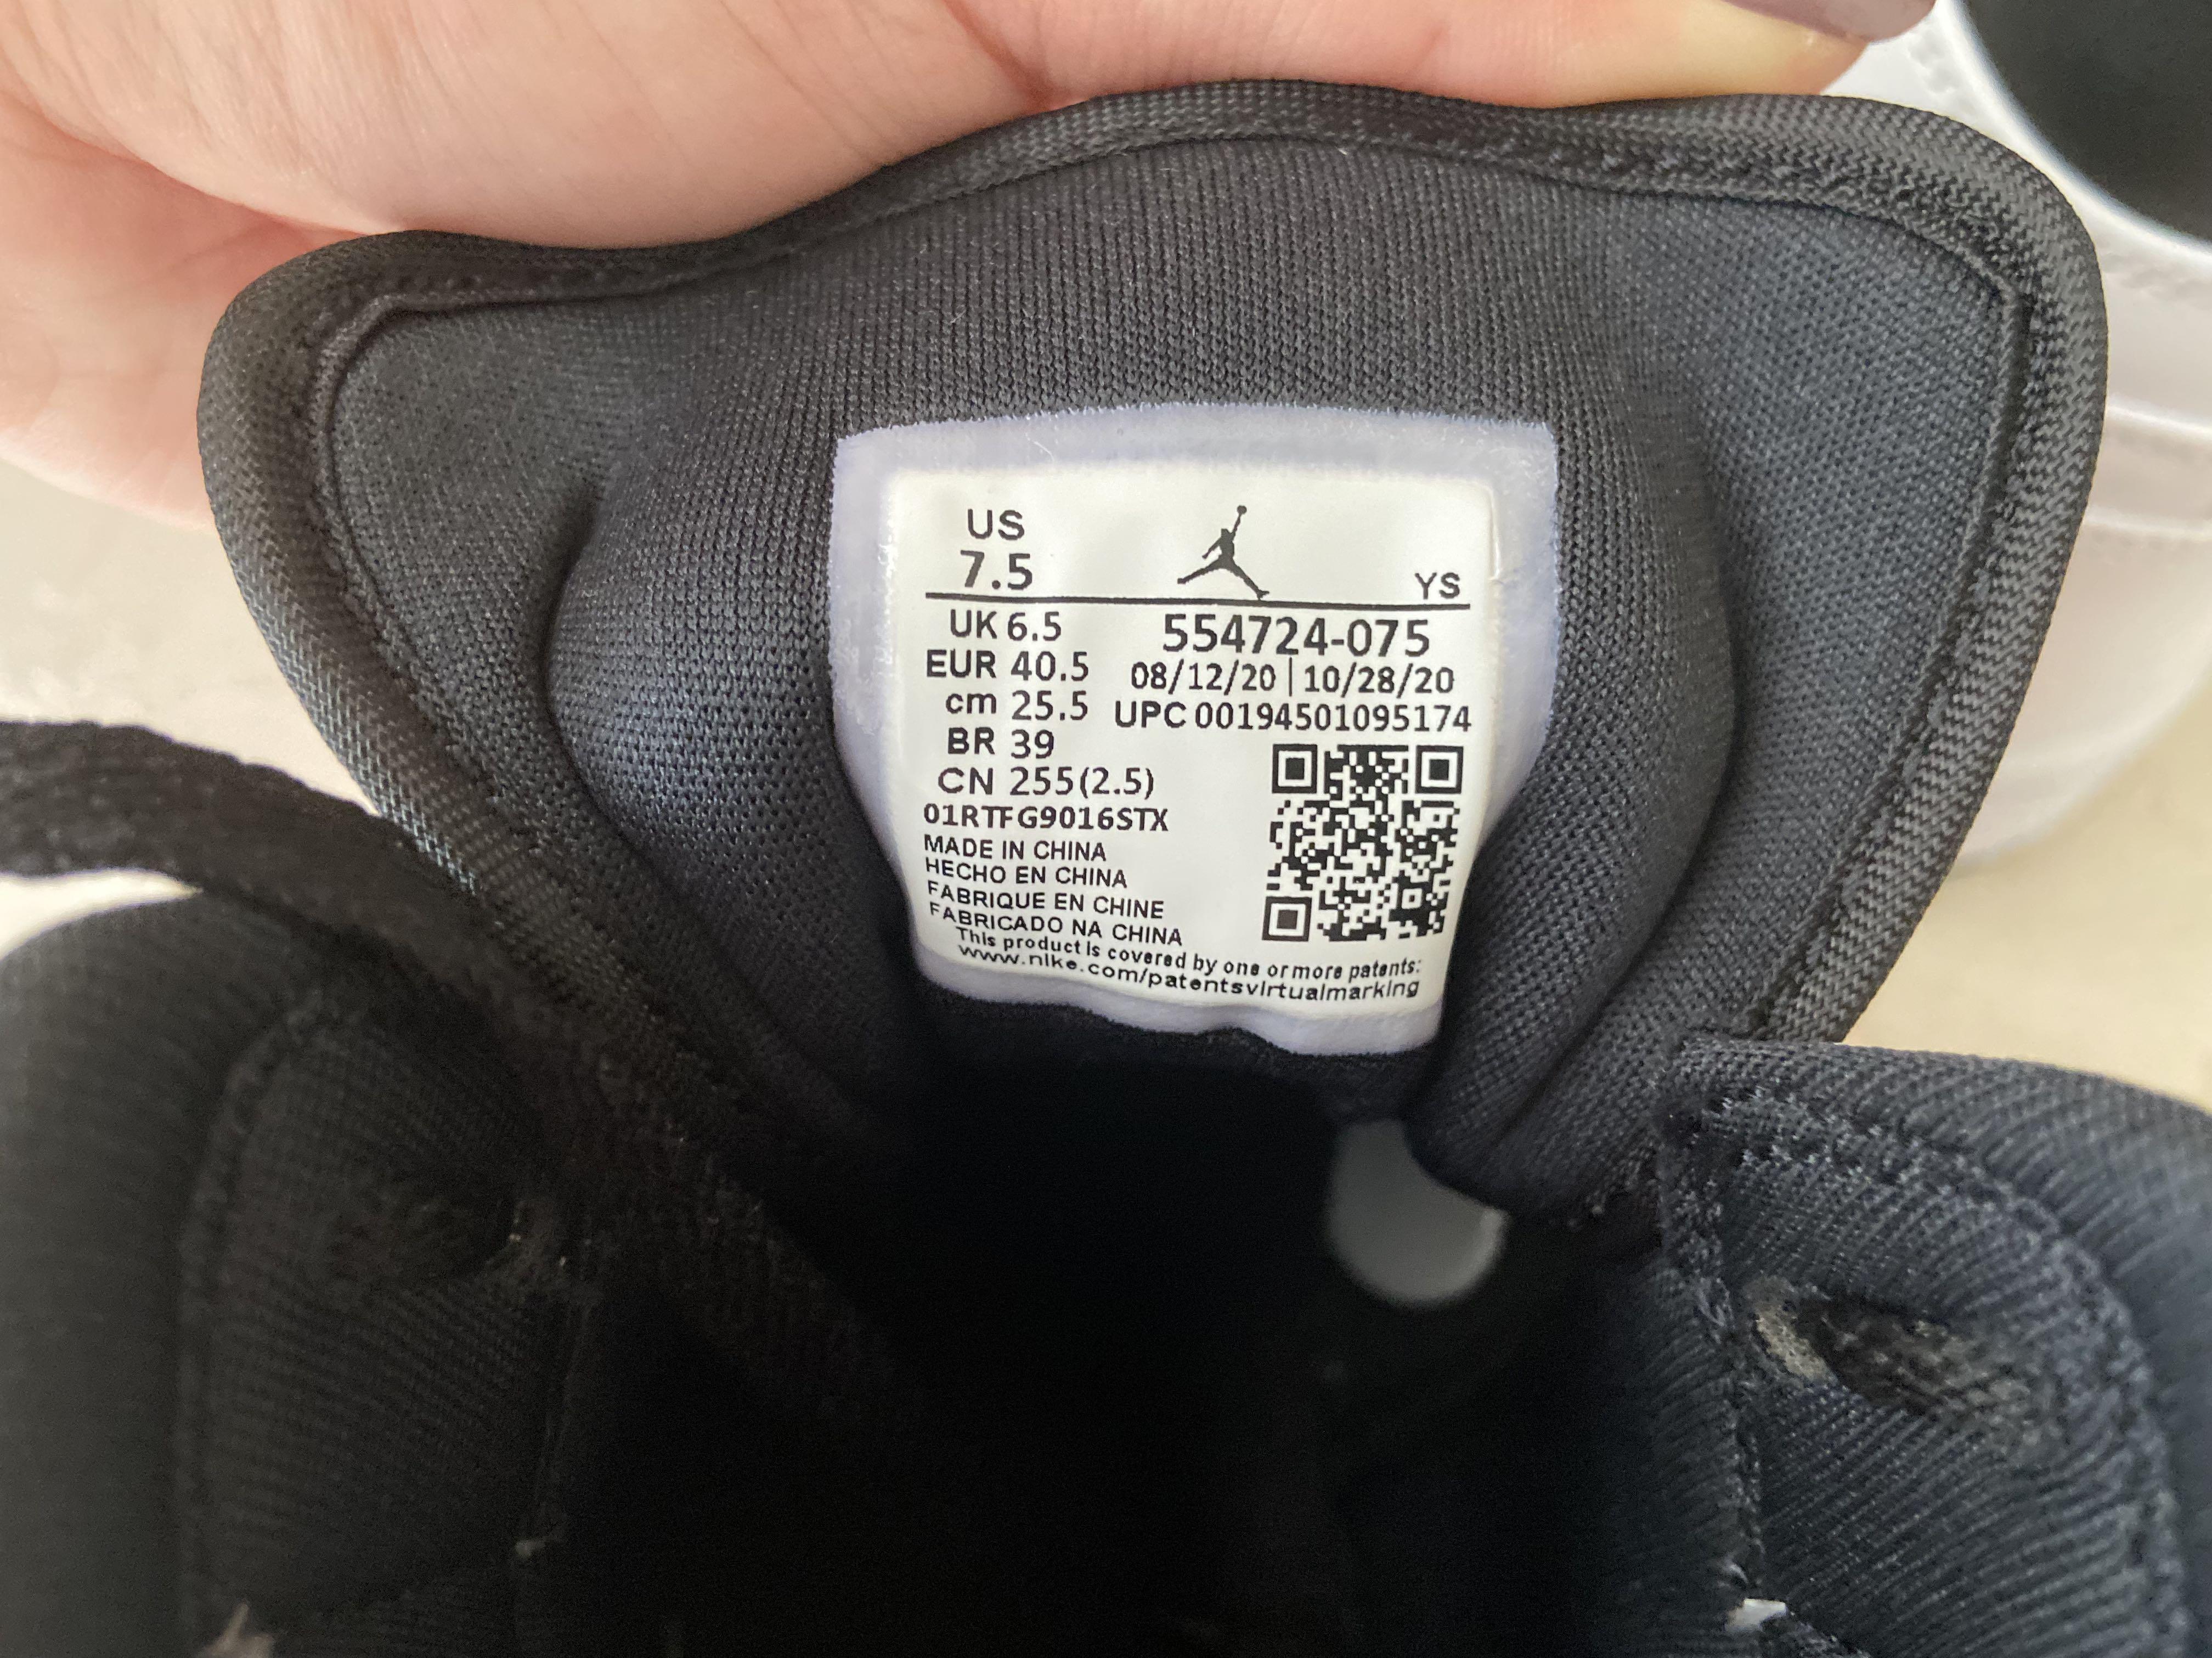 US
7.5
YS
UK 6.5
EUR 40.5
cm 25.5
BR 39
CN 255(2.5)
554724-075
08/12/20 | 10/28/20
UPC 00194501095174
01RTFG9016STX
MADE IN CHINA
HECHO EN CHINA
FABRIQUE EN CHINE
FABRICADO NA CHINA
This product is covered by one or more patents:
www.nike.com/patentsvirtualmarking